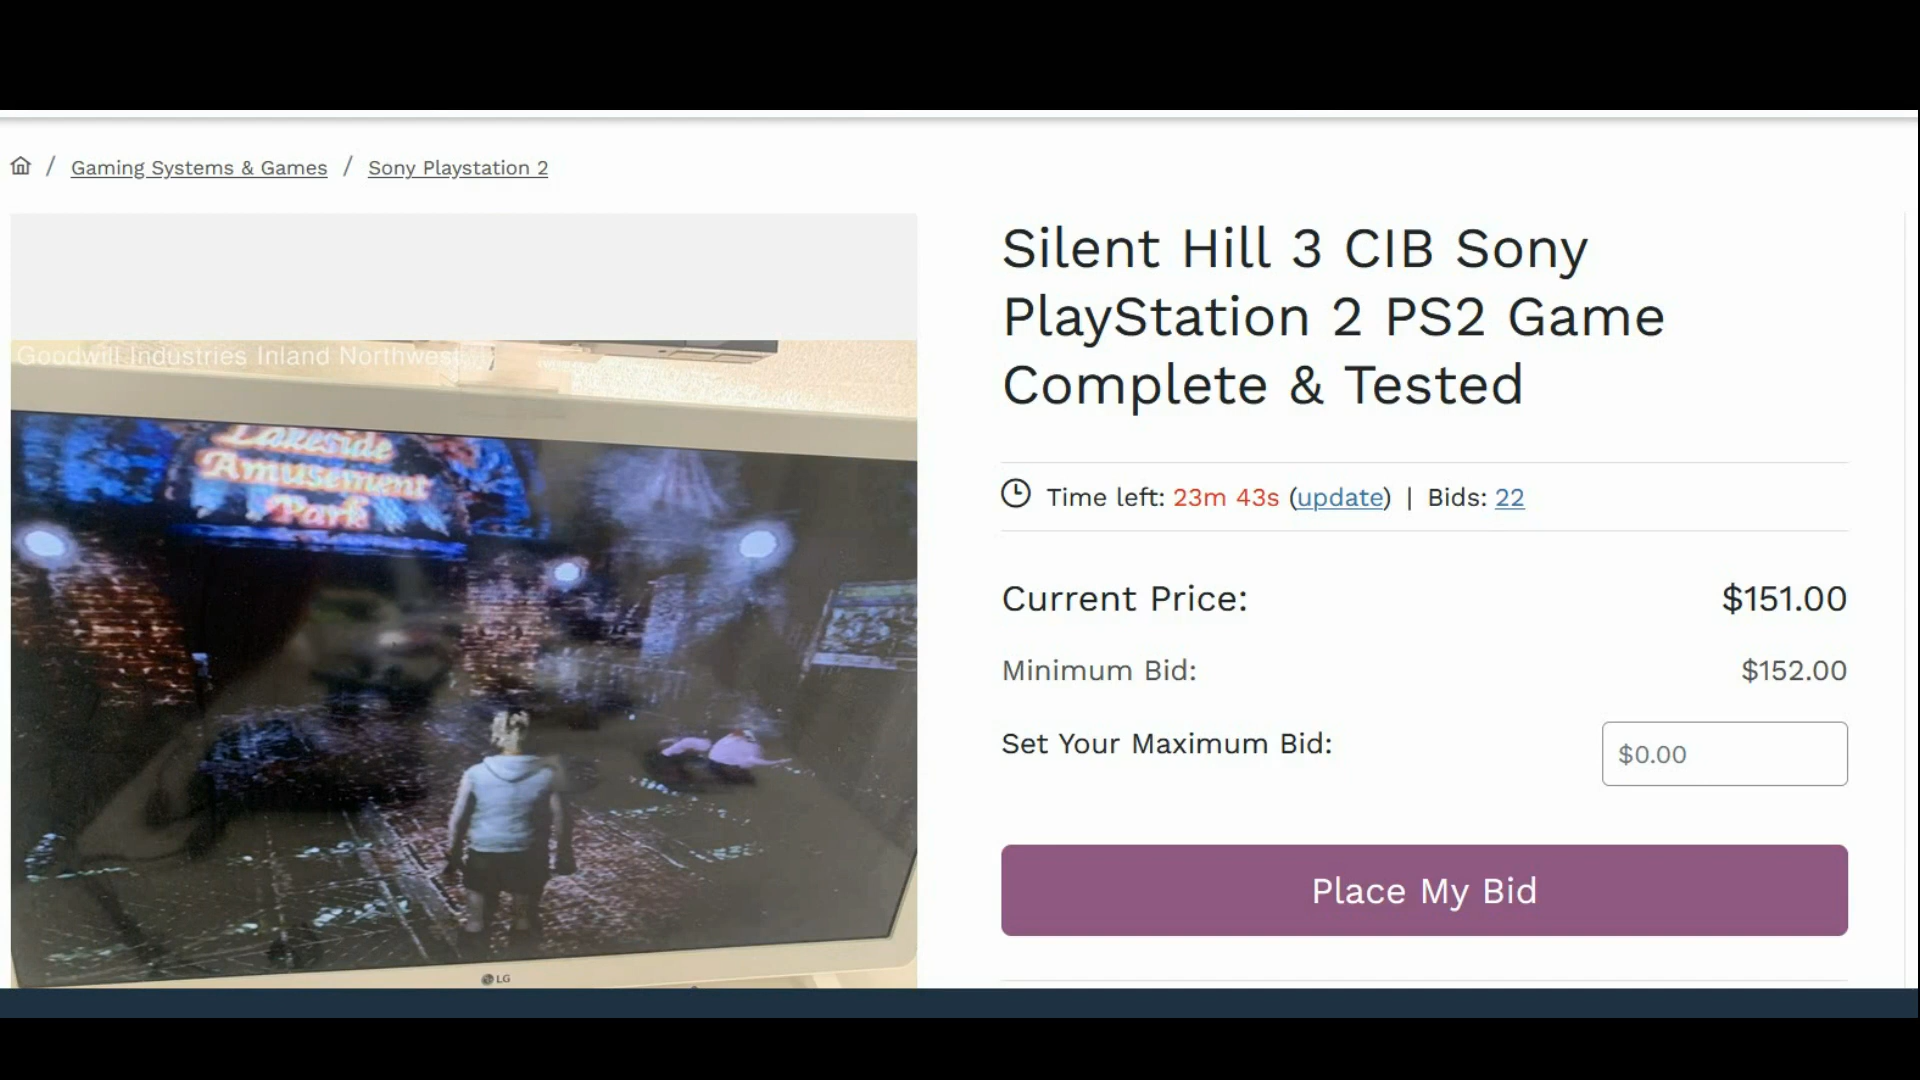 / Gaming Systems & Games / Sony Playstation 2
Silent Hill 3 CIB Sony
PlayStation 2 PS2 Game
Complete & Tested
Time left: 23m 43s (update) | Bids: 22
Current Price: $151.00
Minimum Bid: $152.00
Set Your Maximum Bid: $0.00
Place My Bid
Goodwill Industries Inland Northwest
Lakeside
Amusement
Park
LG